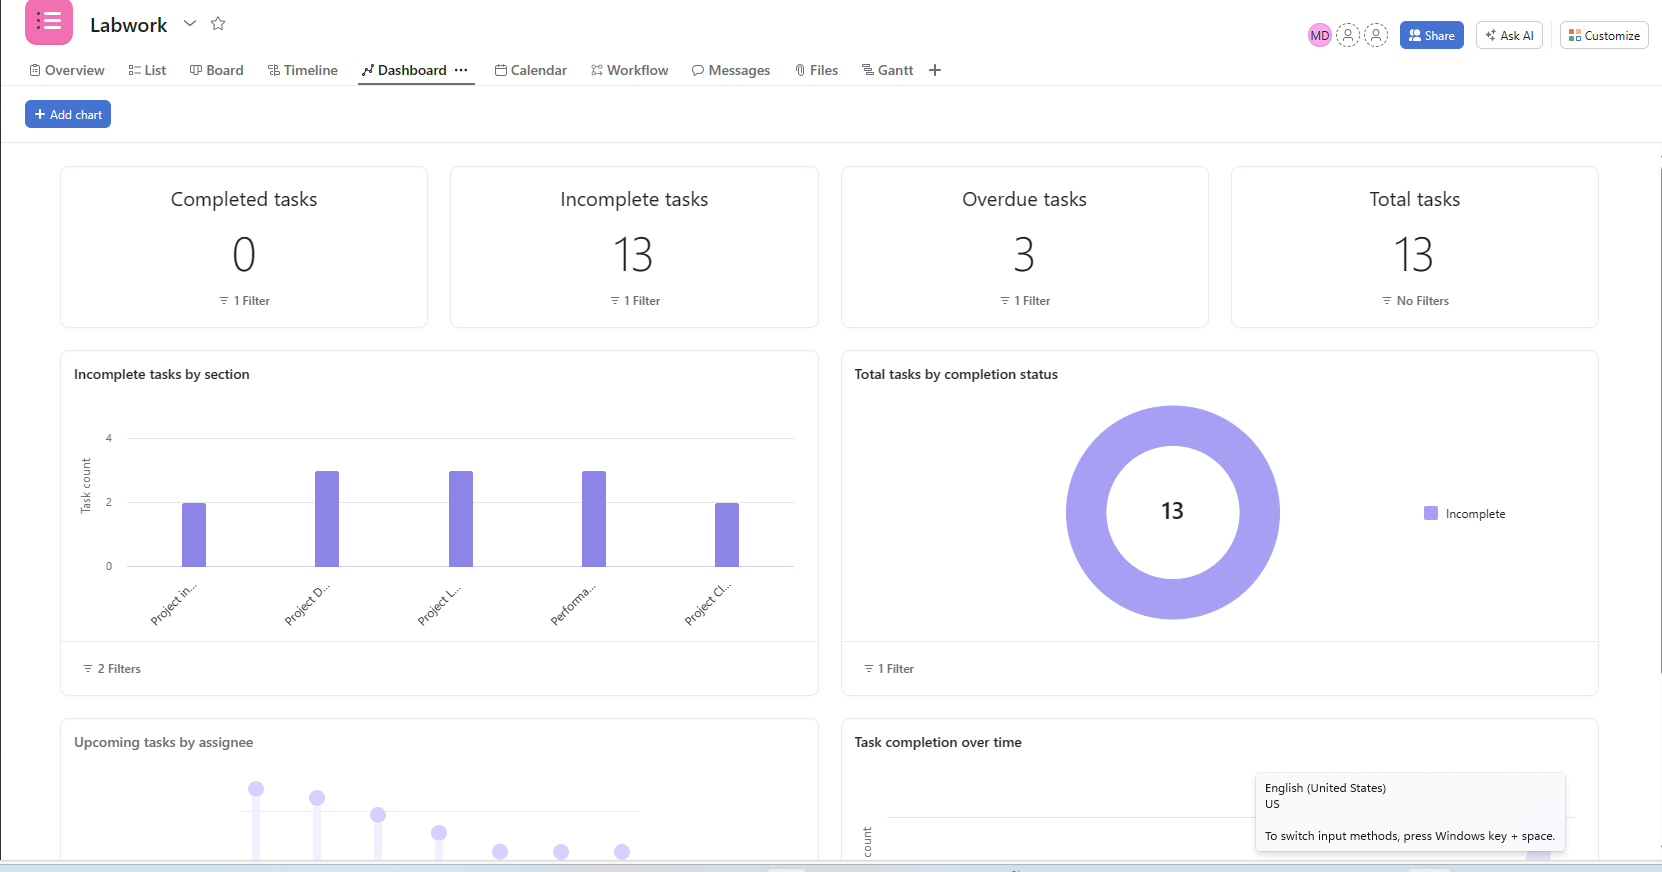 Labwork
MD
Share
Ask AI
Customize
Overview
List
Board
Timeline
Dashboard
Calendar
Workflow
Messages
Files
Gantt
+ Add chart
Completed tasks
0
1 Filter
Incomplete tasks
13
1 Filter
Overdue tasks
3
1 Filter
Total tasks
13
No Filters
Incomplete tasks by section
Task count
4
2
0
Project in...
Project D...
Project L...
Performa...
Project Cl...
2 Filters
Total tasks by completion status
13
Incomplete
1 Filter
Upcoming tasks by assignee
Task completion over time
count
English (United States)
US
To switch input methods, press Windows key + space.